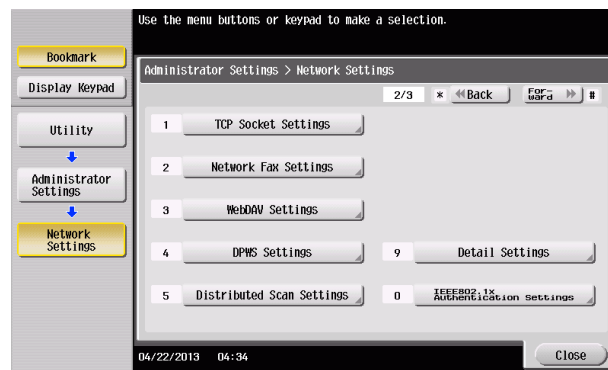 Use the menu buttons or keypad to make a selection.
Bookmark
Display Keypad
Utility
Administrator
Settings
Network
Settings
Administrator Settings > Network Settings
2/3 * Back For-
ward #
1 TCP Socket Settings
2 Network Fax Settings
3 WebDAV Settings
4 DPWS Settings
9 Detail Settings
5 Distributed Scan Settings
0 IEEE802.1x
Authentication Settings
04/22/2013 04:34
Close